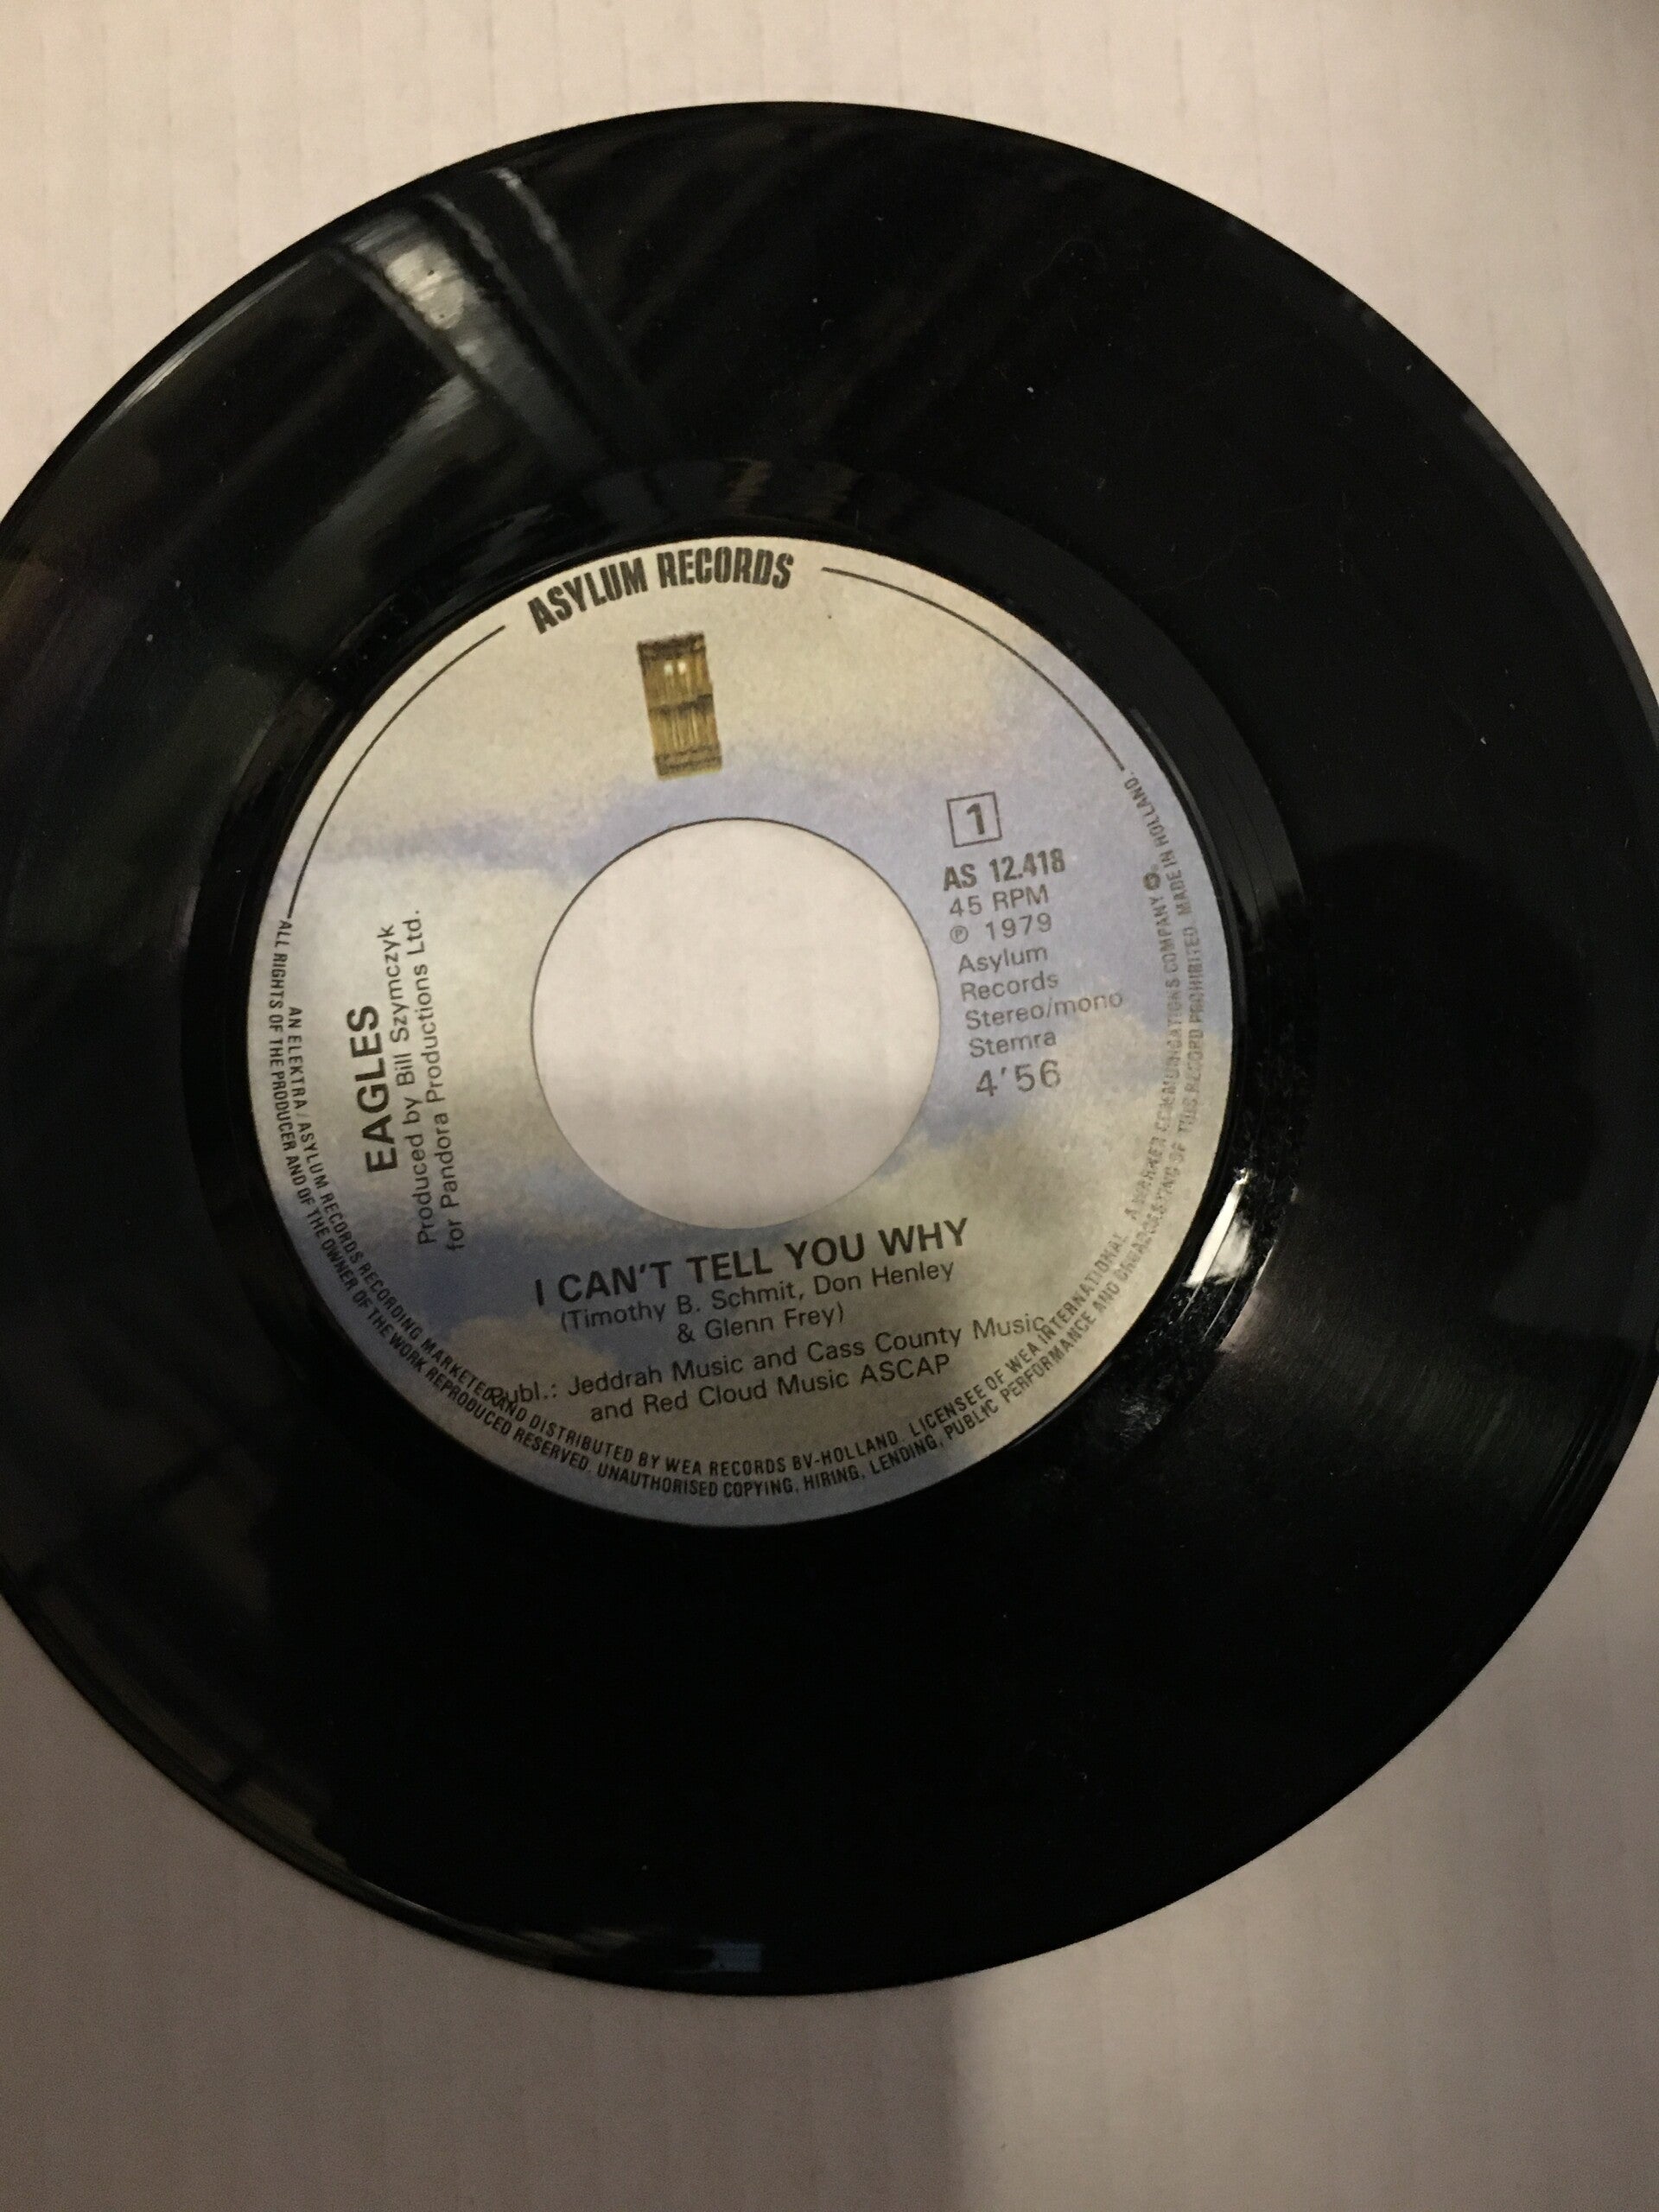 ASYLUM RECORDS
1
AS 12.418
45 RPM
℗ 1979
Asylum
Records
Stereo/mono
Stemra
4'56
EAGLES
Produced by Bill Szymczyk
for Pandora Productions Ltd.
I CAN'T TELL YOU WHY
(Timothy B. Schmit, Don Henley
& Glenn Frey)
Publ.: Jeddrah Music and Cass County Music
and Red Cloud Music ASCAP
AN ELEKTRA/ASYLUM RECORDS RECORDING MARKETED AND DISTRIBUTED BY WEA RECORDS BV-HOLLAND. LICENSEE OF WEA INTERNATIONAL A WARNER COMMUNICATIONS COMPANY
ALL RIGHTS OF THE PRODUCER AND OF THE OWNER OF THE WORK REPRODUCED RESERVED. UNAUTHORISED COPYING, HIRING, LENDING, PUBLIC PERFORMANCE AND BROADCASTING OF THIS RECORD PROHIBITED. MADE IN HOLLAND.